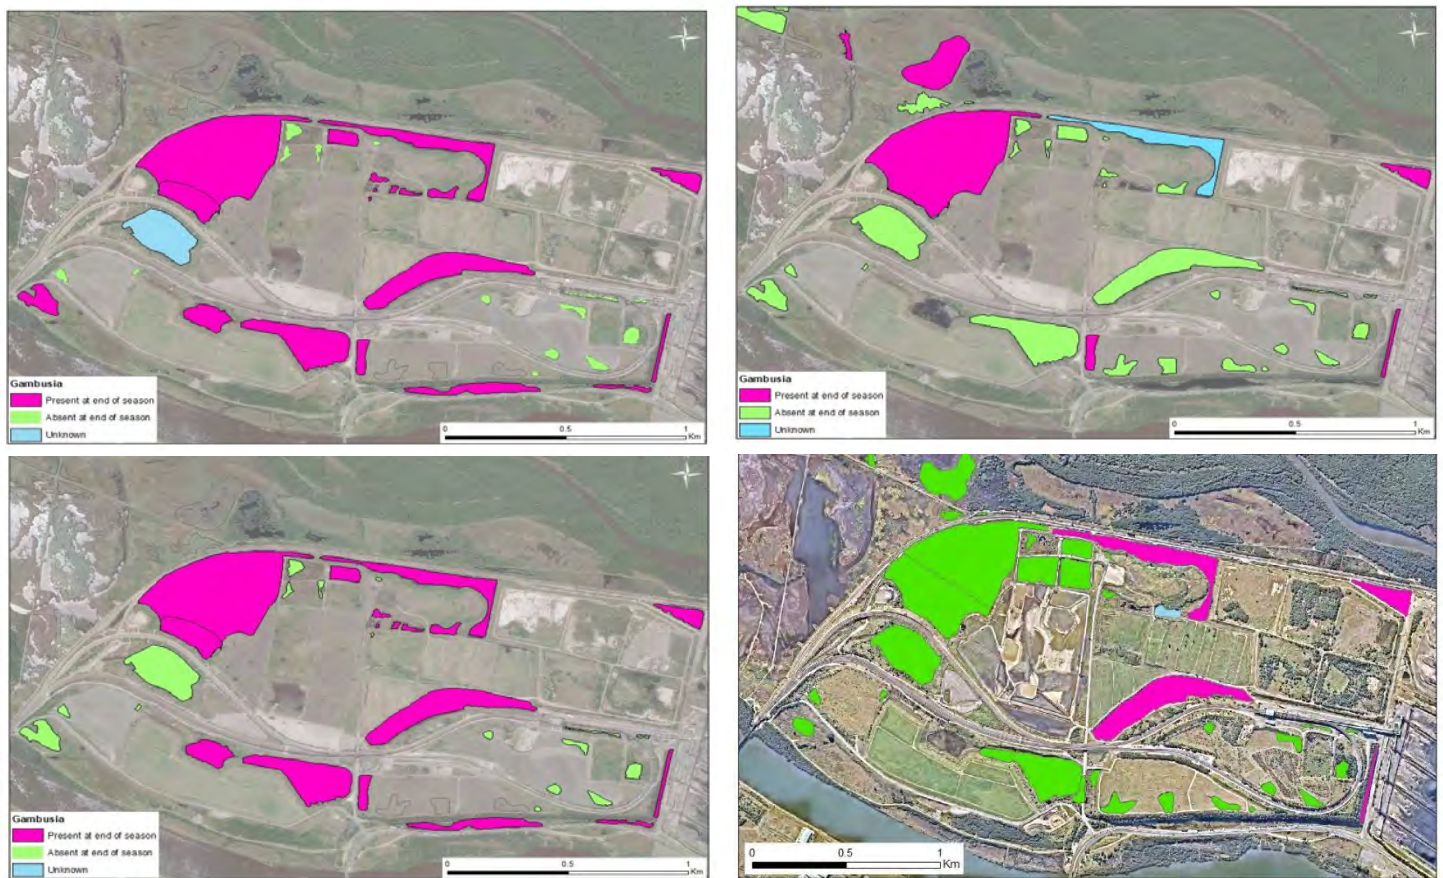 N
N
Gambusia
Present at end of season
Absent at end of season
Unknown
0 0.5 1
Km
Gambusia
Present at end of season
Absent at end of season
Unknown
0 0.5 1
Km
N
Gambusia
Present at end of season
Absent at end of season
Unknown
0 0.5 1
Km
0 0.5 1
Km